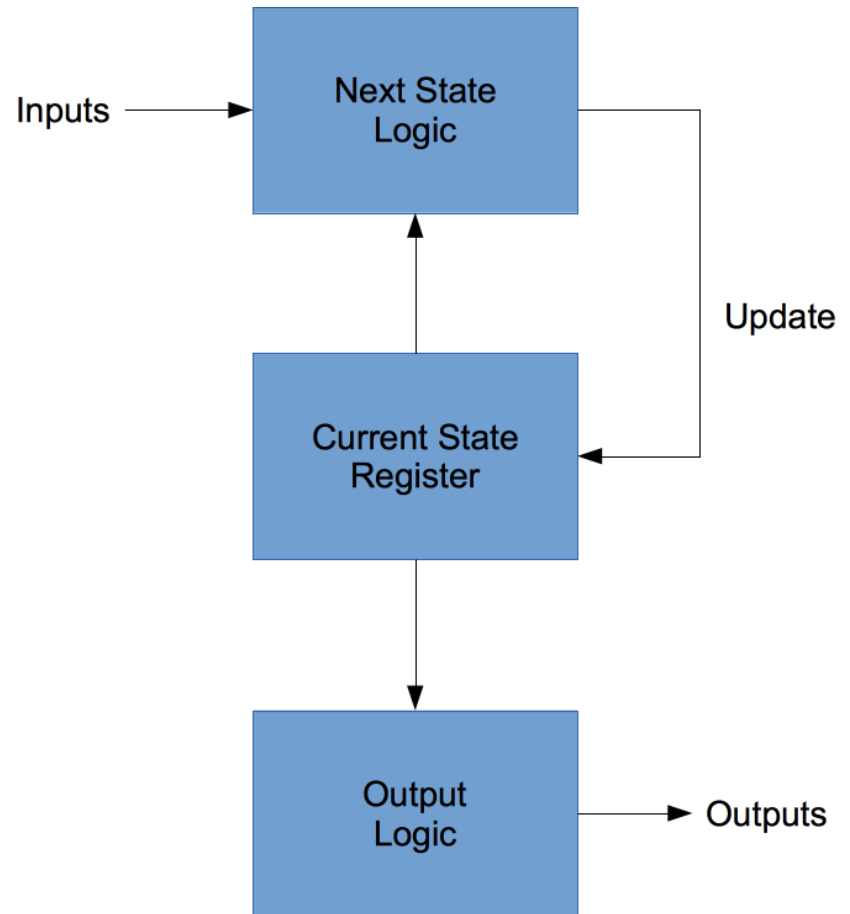 Inputs
Next State
Logic
Update
Current State
Register
Output
Logic
Outputs